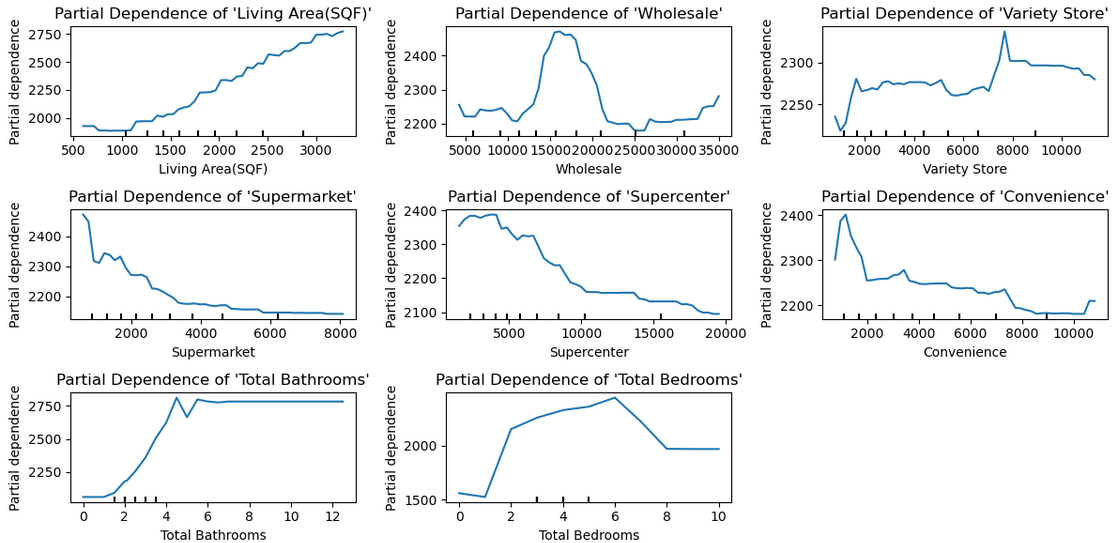 Partial Dependence of 'Living Area(SQF)'
Partial dependence
2750
2500
2250
2000
500 1000 1500 2000 2500 3000
Living Area(SQF)
Partial Dependence of 'Wholesale'
Partial dependence
2400
2300
2200
5000 10000 15000 20000 25000 30000 35000
Wholesale
Partial Dependence of 'Variety Store'
Partial dependence
2300
2250
2000 4000 6000 8000 10000
Variety Store
Partial Dependence of 'Supermarket'
Partial dependence
2400
2300
2200
2000 4000 6000 8000
Supermarket
Partial Dependence of 'Supercenter'
Partial dependence
2400
2300
2200
2100
0 5000 10000 15000 20000
Supercenter
Partial Dependence of 'Convenience'
Partial dependence
2400
2300
2200
2000 4000 6000 8000 10000
Convenience
Partial Dependence of 'Total Bathrooms'
Partial dependence
2750
2500
2250
0 2 4 6 8 10 12
Total Bathrooms
Partial Dependence of 'Total Bedrooms'
Partial dependence
2000
1500
0 2 4 6 8 10
Total Bedrooms